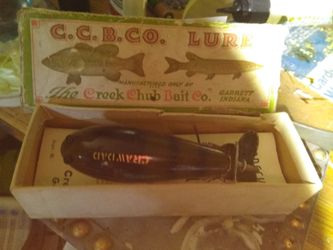 C.C.B.CO. LURE
MANUFACTURED ONLY BY
The Creek Chub Bait Co. GARRETT
INDIANA
CRAWDAD